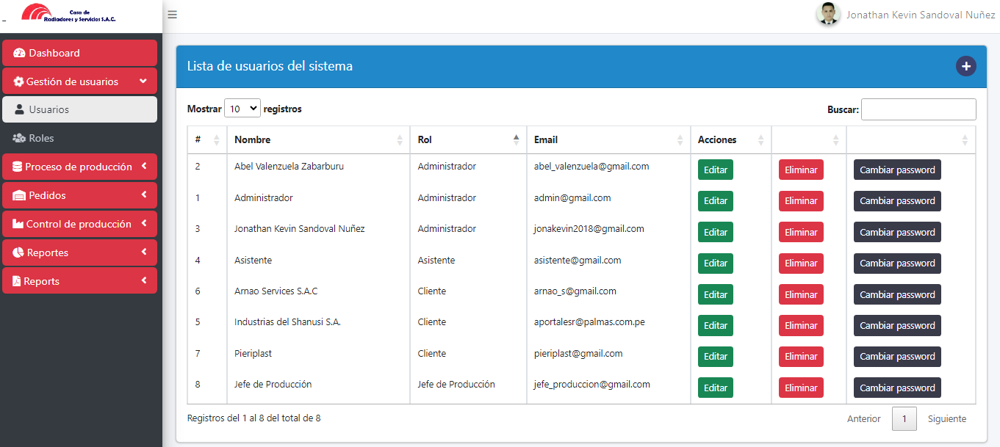 Casa de
Radiadores y Servicios S.A.C.
Jonathan Kevin Sandoval Nuñez
Dashboard
Gestión de usuarios
Usuarios
Roles
Proceso de producción
Pedidos
Control de producción
Reportes
Reports
Lista de usuarios del sistema
Mostrar 10 registros Buscar:
# Nombre Rol Email Acciones
2 Abel Valenzuela Zabarburu Administrador abel_valenzuela@gmail.com Editar Eliminar Cambiar password
1 Administrador Administrador admin@gmail.com Editar Eliminar Cambiar password
3 Jonathan Kevin Sandoval Nuñez Administrador jonakevin2018@gmail.com Editar Eliminar Cambiar password
4 Asistente Asistente asistente@gmail.com Editar Eliminar Cambiar password
6 Arnao Services S.A.C Cliente arnao_s@gmail.com Editar Eliminar Cambiar password
5 Industrias del Shanusi S.A. Cliente aportalesr@palmas.com.pe Editar Eliminar Cambiar password
7 Pieriplast Cliente pieriplast@gmail.com Editar Eliminar Cambiar password
8 Jefe de Producción Jefe de Producción jefe_produccion@gmail.com Editar Eliminar Cambiar password
Registros del 1 al 8 del total de 8 Anterior 1 Siguiente